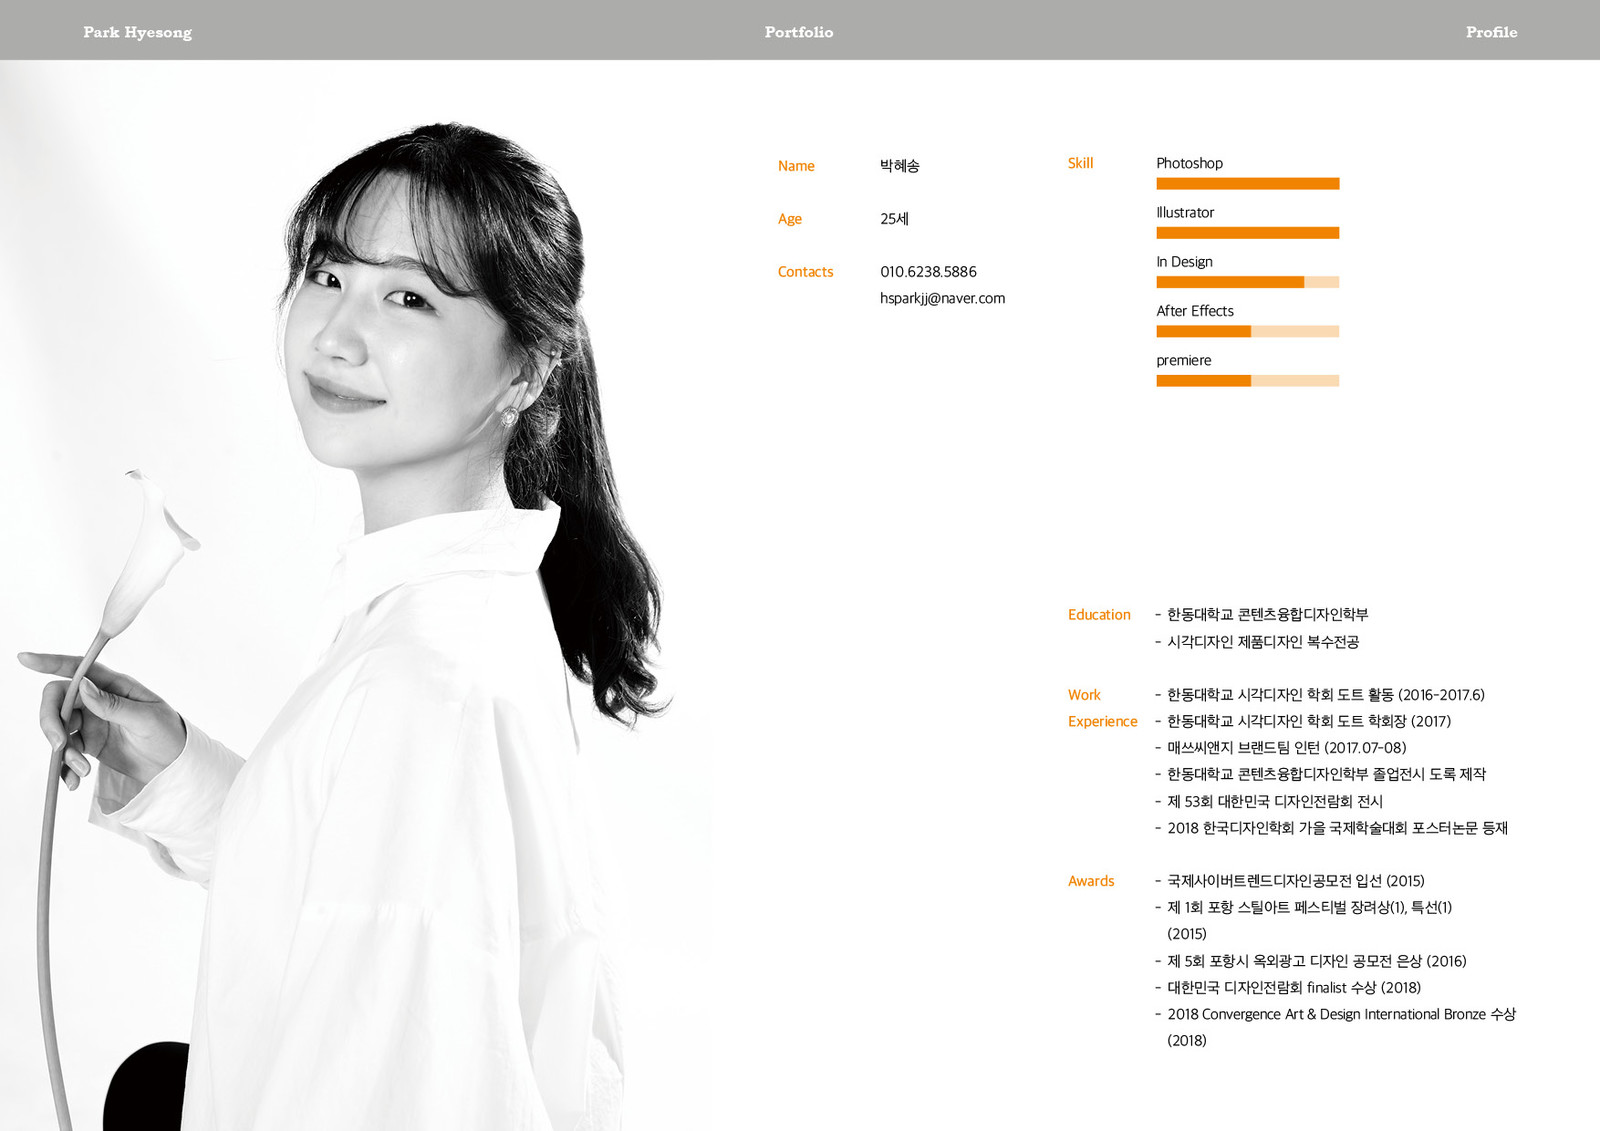 Park Hyesong
Portfolio
Profile
Name 박혜송
Age 25세
Contacts 010.6238.5886
hsparkjj@naver.com
Skill
Photoshop
Illustrator
In Design
After Effects
premiere
Education
- 한동대학교 콘텐츠융합디자인학부
- 시각디자인 제품디자인 복수전공
Work
Experience
- 한동대학교 시각디자인 학회 도트 활동 (2016-2017.6)
- 한동대학교 시각디자인 학회 도트 학회장 (2017)
- 매쓰씨앤지 브랜드팀 인턴 (2017.07-08)
- 한동대학교 콘텐츠융합디자인학부 졸업전시 도록 제작
- 제 53회 대한민국 디자인전람회 전시
- 2018 한국디자인학회 가을 국제학술대회 포스터논문 등재
Awards
- 국제사이버트렌드디자인공모전 입선 (2015)
- 제 1회 포항 스틸아트 페스티벌 장려상(1), 특선(1)
(2015)
- 제 5회 포항시 옥외광고 디자인 공모전 은상 (2016)
- 대한민국 디자인전람회 finalist 수상 (2018)
- 2018 Convergence Art & Design International Bronze 수상
(2018)